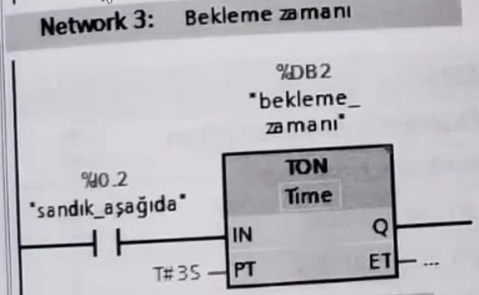 Network 3: Bekleme zamanı
%DB2
"bekleme_
zamanı"
%I0.2
"sandık_aşağıda"
TON
Time
IN
Q
T#3S
PT
ET
...